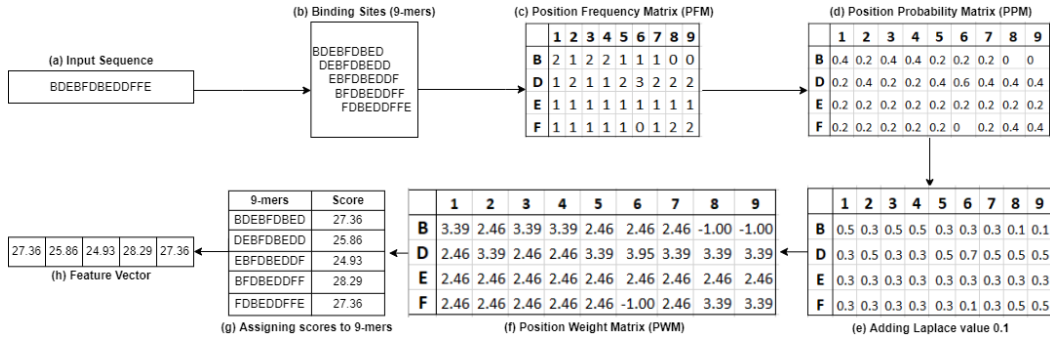 (a) Input Sequence
BDEBFDBEDDFFE
(b) Binding Sites (9-mers)
BDEBFDBED
DEBFDBEDD
EBFDBEDDF
BFDBEDDFF
FDBEDDFFE
(c) Position Frequency Matrix (PFM)
1 2 3 4 5 6 7 8 9
B 2 1 2 2 1 1 1 0 0
D 1 2 1 1 2 3 2 2 2
E 1 1 1 1 1 1 1 1 1
F 1 1 1 1 1 0 1 2 2
(d) Position Probability Matrix (PPM)
1 2 3 4 5 6 7 8 9
B 0.4 0.2 0.4 0.4 0.2 0.2 0.2 0 0
D 0.2 0.4 0.2 0.2 0.4 0.6 0.4 0.4 0.4
E 0.2 0.2 0.2 0.2 0.2 0.2 0.2 0.2 0.2
F 0.2 0.2 0.2 0.2 0.2 0 0.2 0.4 0.4
1 2 3 4 5 6 7 8 9
B 0.5 0.3 0.5 0.5 0.3 0.3 0.3 0.1 0.1
D 0.3 0.5 0.3 0.3 0.5 0.7 0.5 0.5 0.5
E 0.3 0.3 0.3 0.3 0.3 0.3 0.3 0.3 0.3
F 0.3 0.3 0.3 0.3 0.3 0.1 0.3 0.5 0.5
(e) Adding Laplace value 0.1
1 2 3 4 5 6 7 8 9
B 3.39 2.46 3.39 3.39 2.46 2.46 2.46 -1.00 -1.00
D 2.46 3.39 2.46 2.46 3.39 3.95 3.39 3.39 3.39
E 2.46 2.46 2.46 2.46 2.46 2.46 2.46 2.46 2.46
F 2.46 2.46 2.46 2.46 2.46 -1.00 2.46 3.39 3.39
(f) Position Weight Matrix (PWM)
9-mers Score
BDEBFDBED 27.36
DEBFDBEDD 25.86
EBFDBEDDF 24.93
BFDBEDDFF 28.29
FDBEDDFFE 27.36
(g) Assigning scores to 9-mers
27.36 25.86 24.93 28.29 27.36
(h) Feature Vector